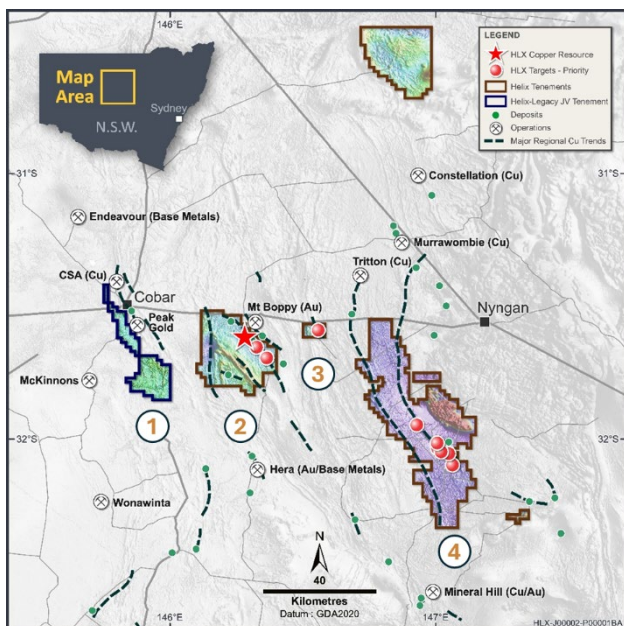 146°E
LEGEND
HLX Copper Resource
HLX Targets - Priority
Helix Tenements
Helix-Legacy JV Tenement
Deposits
Operations
Major Regional Cu Trends
Map
Area
Sydney
N.S.W.
31°S
31°S
Constellation (Cu)
Endeavour (Base Metals)
Murrawombie (Cu)
Tritton (Cu)
CSA (Cu)
Cobar
Mt Boppy (Au)
Nyngan
Peak
Gold
McKinnons
1
2
3
32°S
32°S
Hera (Au/Base Metals)
Wonawinta
4
N
40
Kilometres
Datum : GDA2020
Mineral Hill (Cu/Au)
146°E
147°E
HLX-J00002-P00001BA